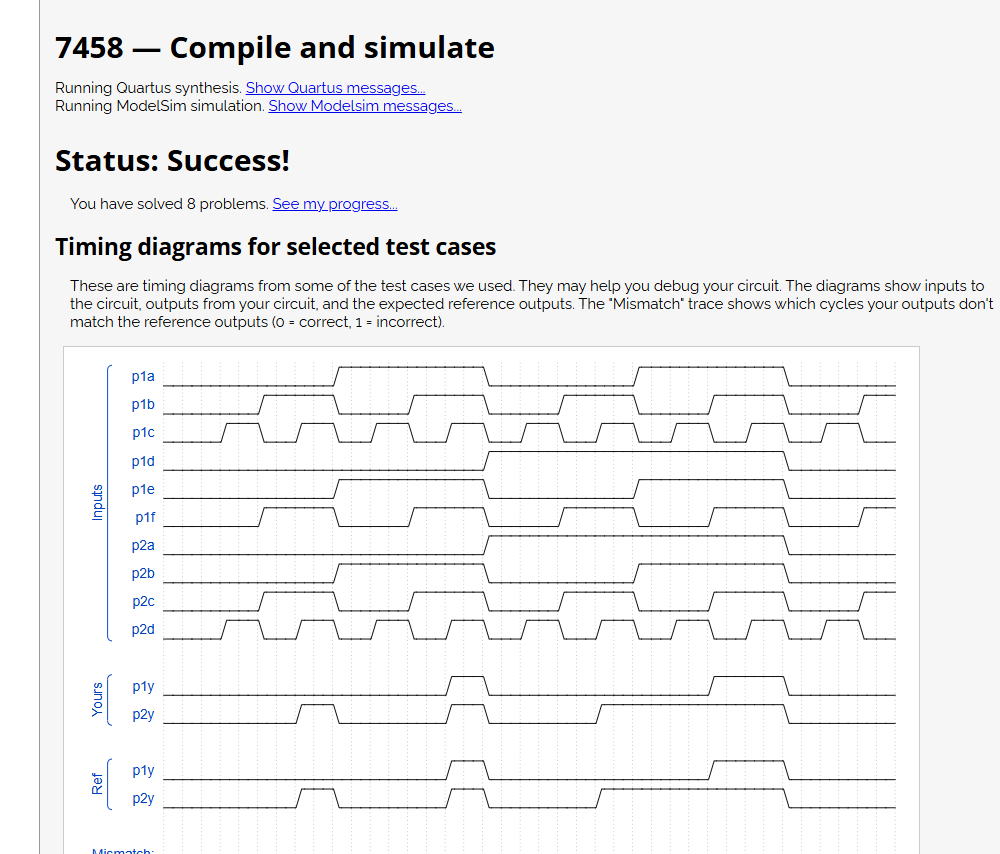 7458 — Compile and simulate
Running Quartus synthesis. Show Quartus messages...
Running ModelSim simulation. Show Modelsim messages...
Status: Success!
You have solved 8 problems. See my progress...
Timing diagrams for selected test cases
These are timing diagrams from some of the test cases we used. They may help you debug your circuit. The diagrams show inputs to
the circuit, outputs from your circuit, and the expected reference outputs. The "Mismatch" trace shows which cycles your outputs don't
match the reference outputs (0 = correct, 1 = incorrect).
Inputs
p1a
p1b
p1c
p1d
p1e
p1f
p2a
p2b
p2c
p2d
Yours
p1y
p2y
Ref
p1y
p2y
Mismatch: